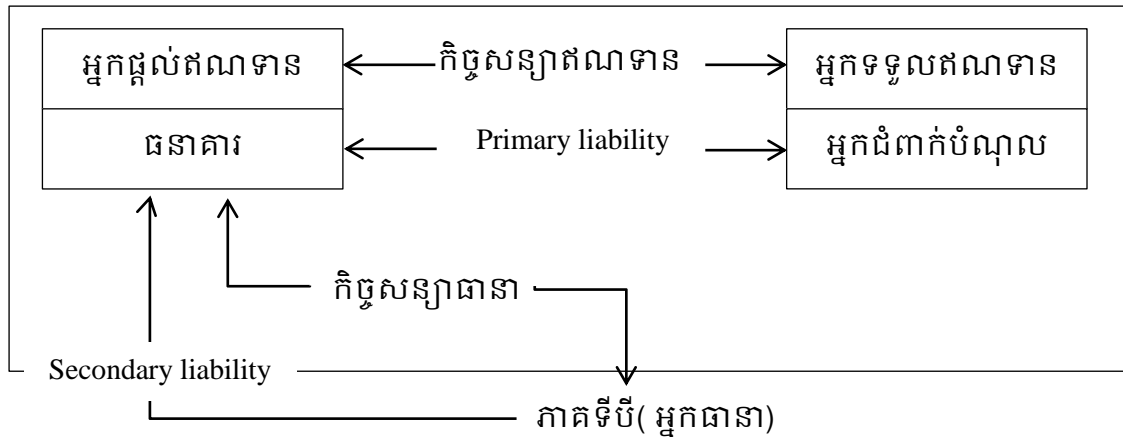 អ្នកផ្ដល់ឥណទាន
កិច្ចសន្យាឥណទាន
អ្នកទទួលឥណទាន
ធនាគារ
Primary liability
អ្នកជំពាក់បំណុល
កិច្ចសន្យាធានា
Secondary liability
ភាគទីបី( អ្នកធានា)